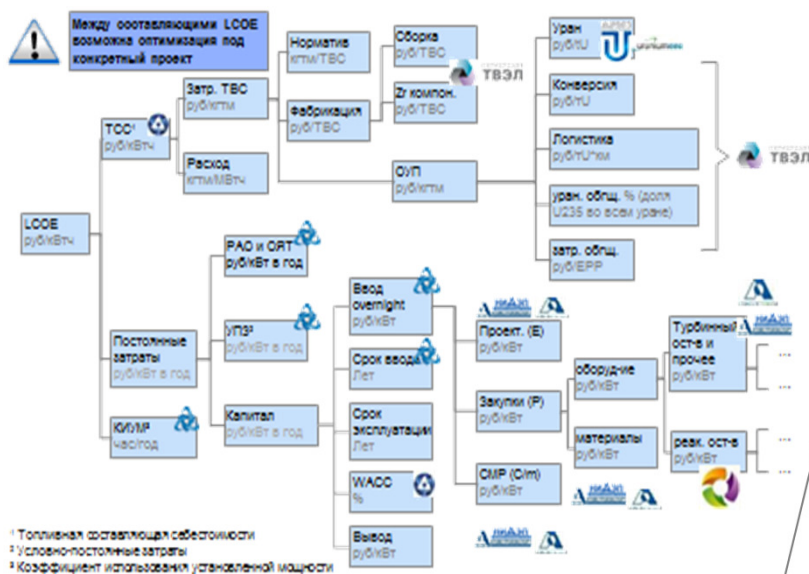 Между составляющими LCOE
возможна оптимизация под
конкретный проект
LCOE
руб/кВтч
ТСС¹
руб/кВтч
Затр. ТВС
руб/кгтм
Расход
кгтм/МВтч
Норматив
кгтм/ТВС
Фабрикация
руб/ТВС
Сборка
руб/ТВС
Zr компон.
руб/ТВС
ТВЭЛ
ОУП
руб/кгтм
Уран
руб/тU
Конверсия
руб/тU
Логистика
руб/тU*км
уран. обгщ. % (доля
U235 во всем уране)
затр. обгщ.
руб/ЕРР
ТВЭЛ
Постоянные
затраты
руб/кВт в год
КИУМ³
час/год
РАО и ОЯТ
руб/кВт в год
УПЗ²
руб/кВт в год
Капитал
руб/кВт в год
Ввод
overnight
руб/кВт
Срок ввода
Лет
Срок
эксплуатации
Лет
WACC
%
Вывод
руб/кВт
Проект. (E)
руб/кВт
Закупки (P)
руб/кВт
СМР (C/m)
руб/кВт
оборуд-ие
руб/кВт
материалы
руб/кВт
Турбинный
ост-в и
прочее
руб/кВт
реак. ост-в
руб/кВт
...
...
...
...
¹ Топливная составляющая себестоимости
² Условно-постоянные затраты
³ Коэффициент использования установленной мощности